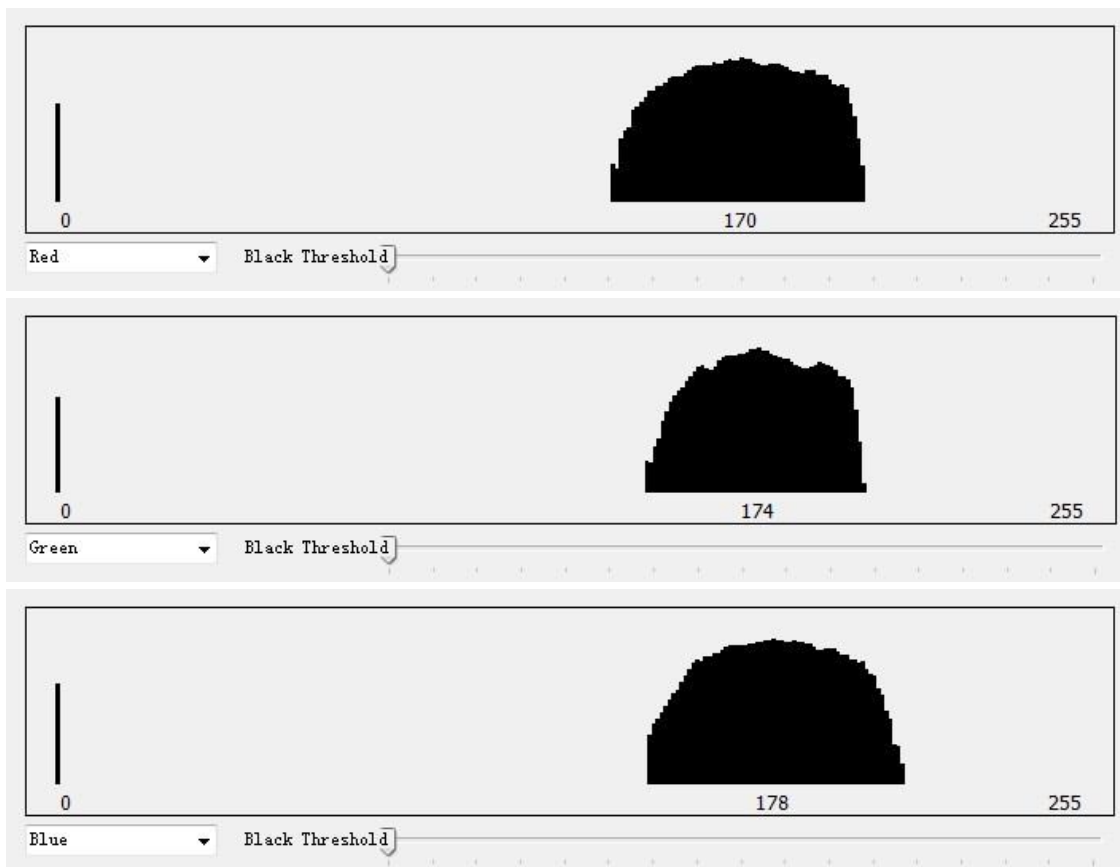 0 170 255
Red Black Threshold
0 174 255
Green Black Threshold
0 178 255
Blue Black Threshold